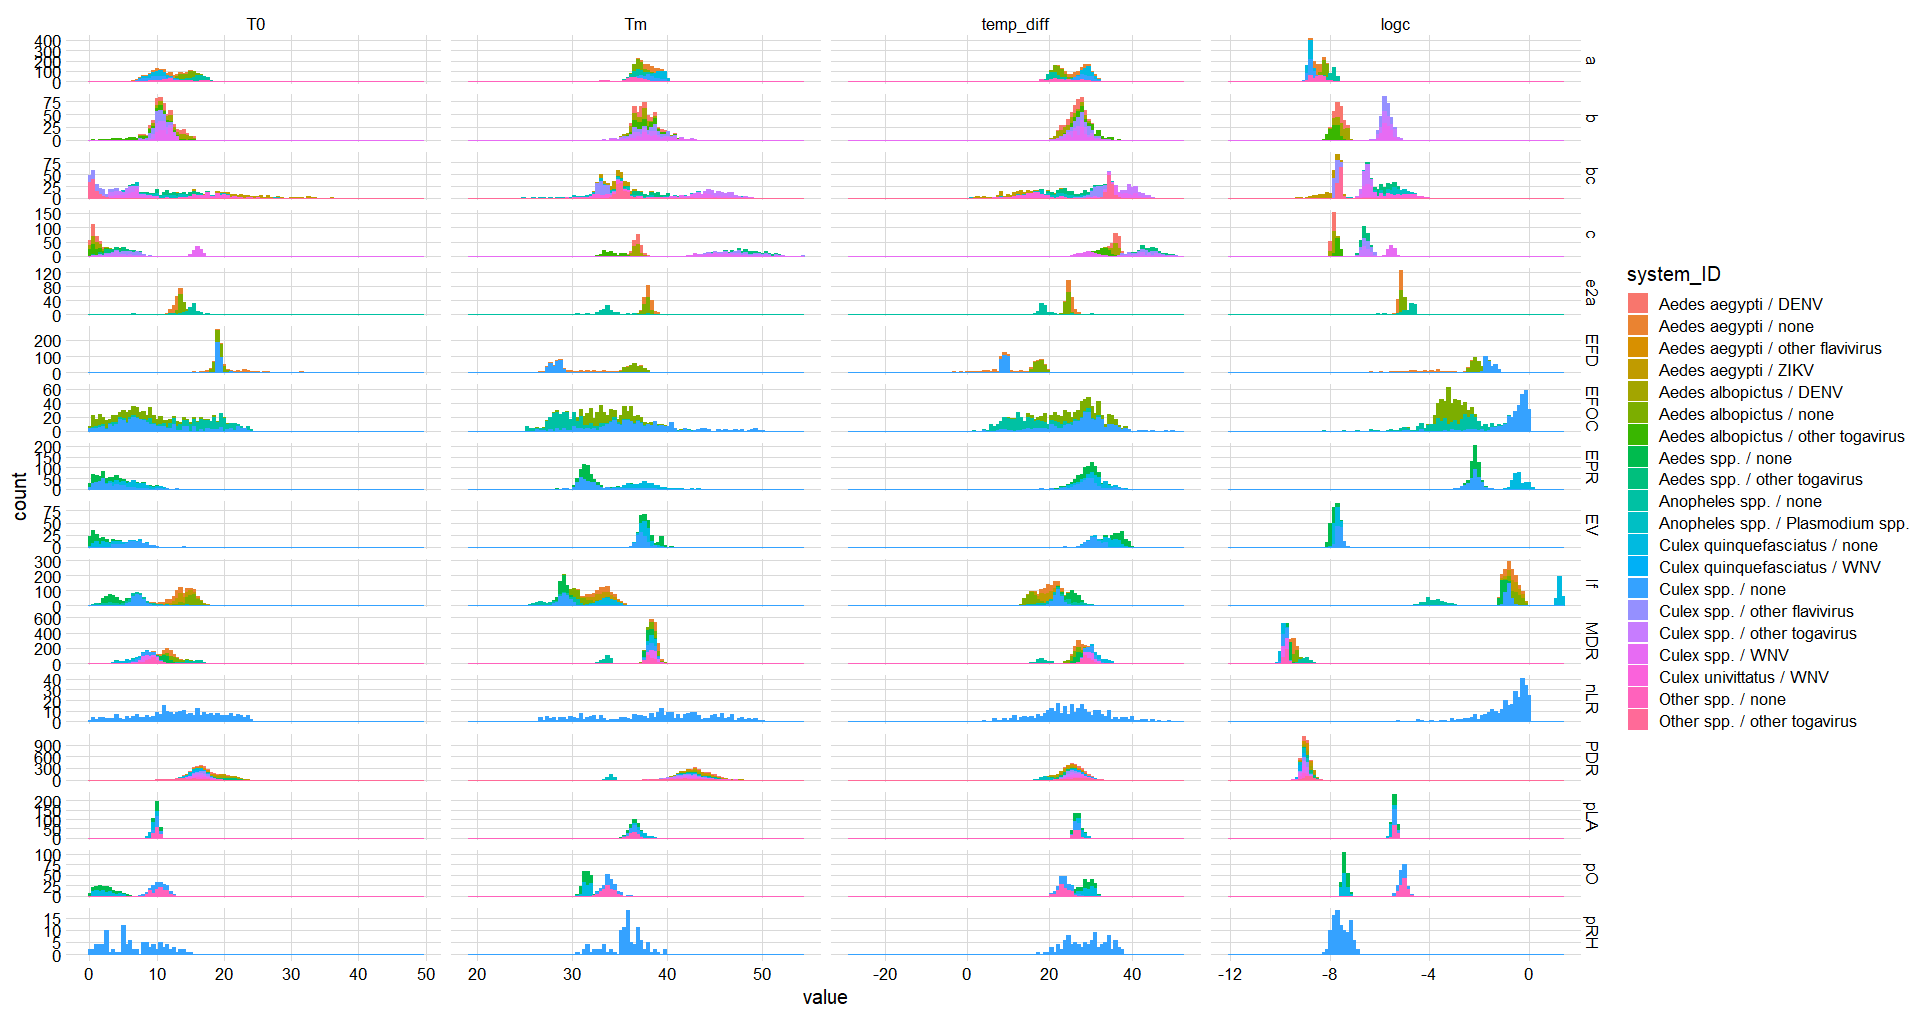 T0 Tm temp_diff logc
400
300
200
100
0
a
75
50
25
0
b
75
50
25
0
bc
150
100
50
0
c
120
80
40
0
e2a
200
100
0
EFD
60
40
20
0
EFOC
200
150
100
50
0
EPR
75
50
25
0
EV
300
200
100
0
lf
600
400
200
0
MDR
40
30
20
10
0
nLR
900
600
300
0
PDR
200
150
100
50
0
pLA
100
75
50
25
0
pO
15
10
5
0
pRH
0 10 20 30 40 50 20 30 40 50 -20 0 20 40 -12 -8 -4 0
value
count
system_ID
Aedes aegypti / DENV
Aedes aegypti / none
Aedes aegypti / other flavivirus
Aedes aegypti / ZIKV
Aedes albopictus / DENV
Aedes albopictus / none
Aedes albopictus / other togavirus
Aedes spp. / none
Aedes spp. / other togavirus
Anopheles spp. / none
Anopheles spp. / Plasmodium spp.
Culex quinquefasciatus / none
Culex quinquefasciatus / WNV
Culex spp. / none
Culex spp. / other flavivirus
Culex spp. / other togavirus
Culex spp. / WNV
Culex univittatus / WNV
Other spp. / none
Other spp. / other togavirus